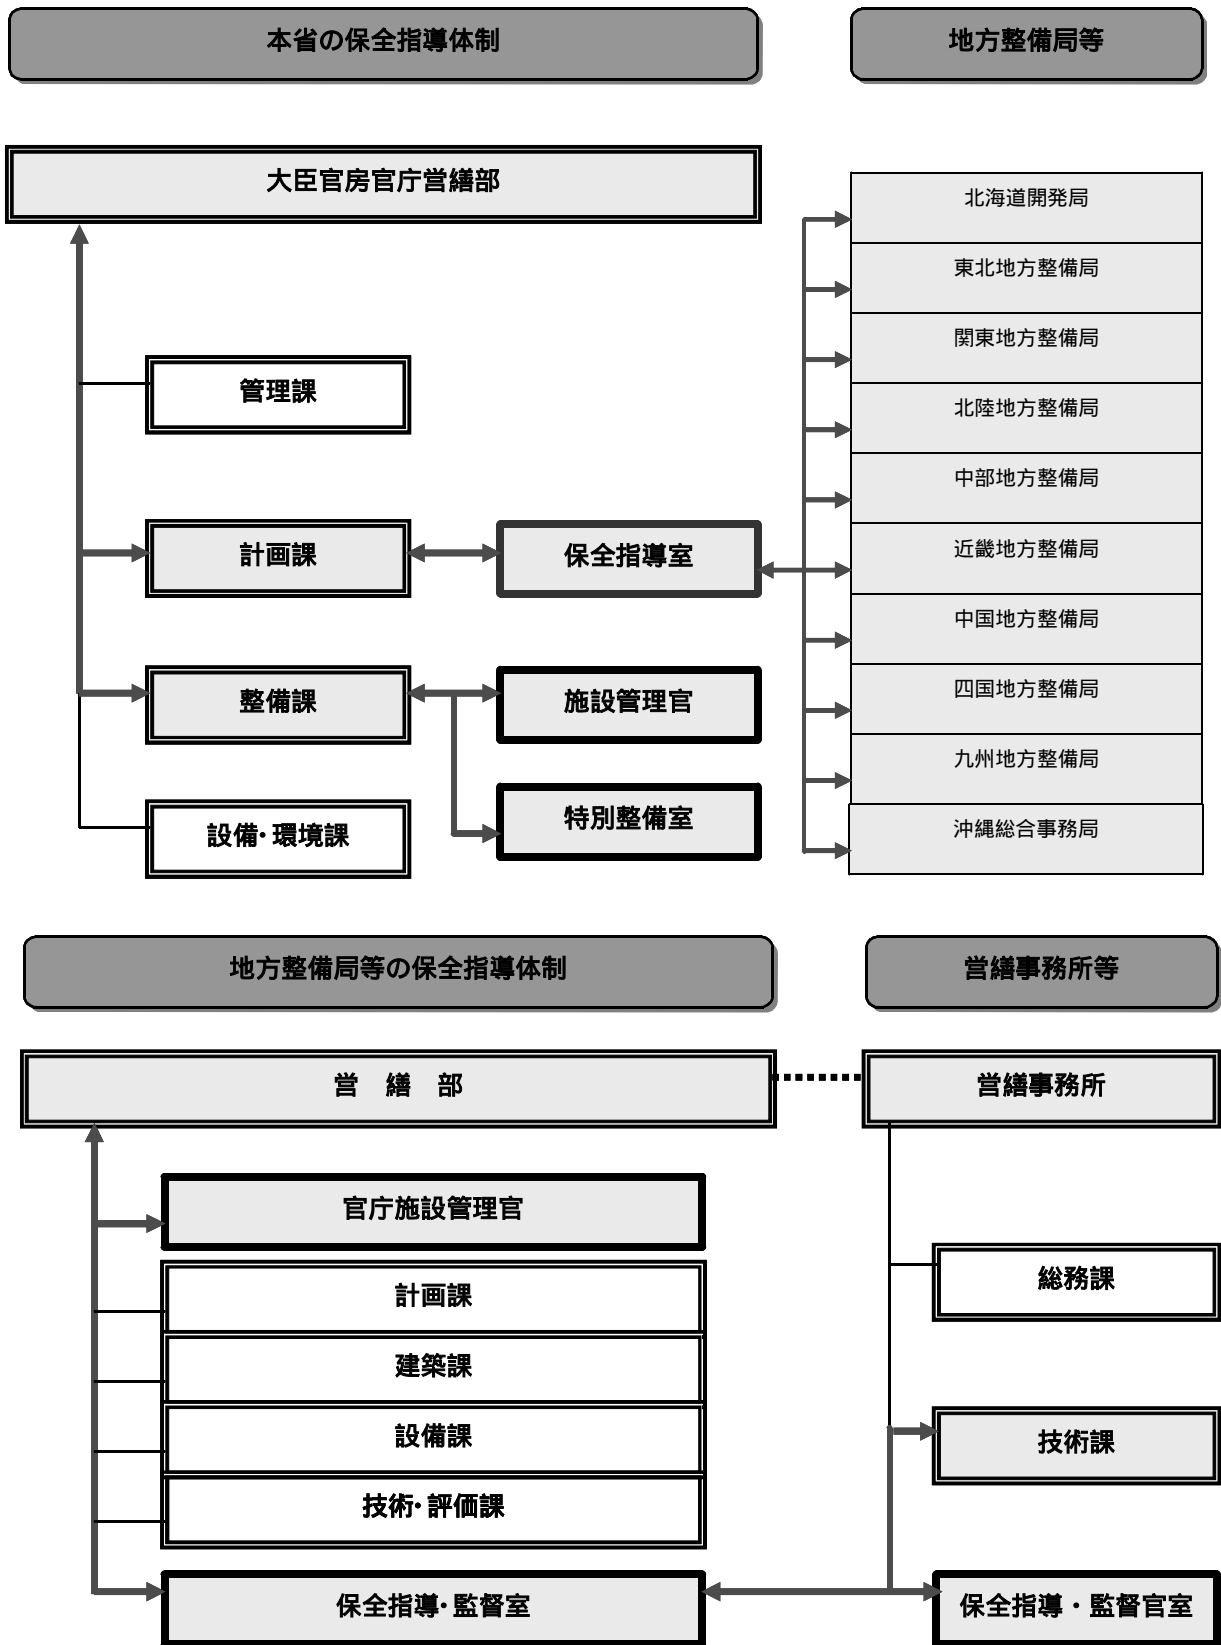 本省の保全指導体制
地方整備局等
大臣官房官庁営繕部
管理課
計画課
保全指導室
整備課
施設管理官
特別整備室
設備・環境課
北海道開発局
東北地方整備局
関東地方整備局
北陸地方整備局
中部地方整備局
近畿地方整備局
中国地方整備局
四国地方整備局
九州地方整備局
沖縄総合事務局
地方整備局等の保全指導体制
営繕事務所等
営　繕　部
官庁施設管理官
計画課
建築課
設備課
技術・評価課
保全指導・監督室
営繕事務所
総務課
技術課
保全指導・監督官室